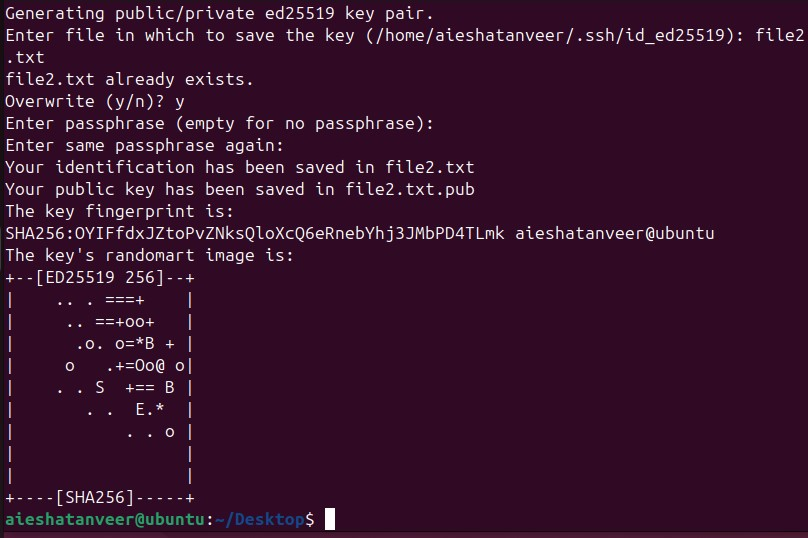 Generating public/private ed25519 key pair.
Enter file in which to save the key (/home/aieshatanveer/.ssh/id_ed25519): file2
.txt
file2.txt already exists.
Overwrite (y/n)? y
Enter passphrase (empty for no passphrase):
Enter same passphrase again:
Your identification has been saved in file2.txt
Your public key has been saved in file2.txt.pub
The key fingerprint is:
SHA256:OYIFfdxJZtoPvZNksQloXcQ6eRnebYhj3JMbPD4TLmk aieshatanveer@ubuntu
The key's randomart image is:
+--[ED25519 256]--+
|    .. . ===+    |
|     .. ==+oo+   |
|      .o. o=*B + |
|     o   .+=Oo@ o|
|    . . S  +== B |
|       . .  E.*  |
|           . . o |
|                 |
|                 |
+----[SHA256]-----+
aieshatanveer@ubuntu:~/Desktop$